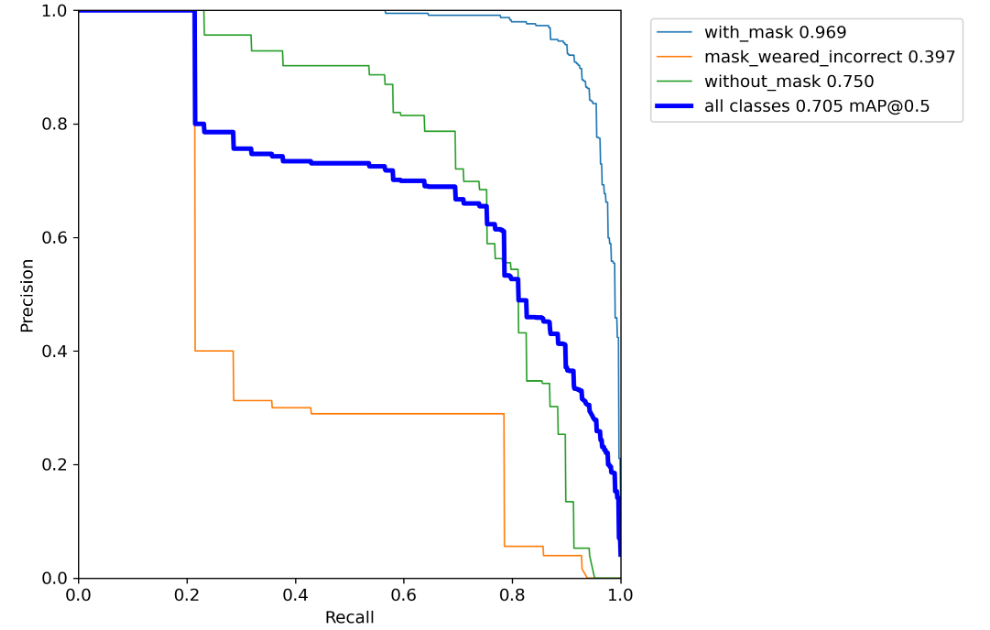 1.0
0.8
0.6
0.4
0.2
0.0
Precision
0.0 0.2 0.4 0.6 0.8 1.0
Recall
with_mask 0.969
mask_weared_incorrect 0.397
without_mask 0.750
all classes 0.705 mAP@0.5